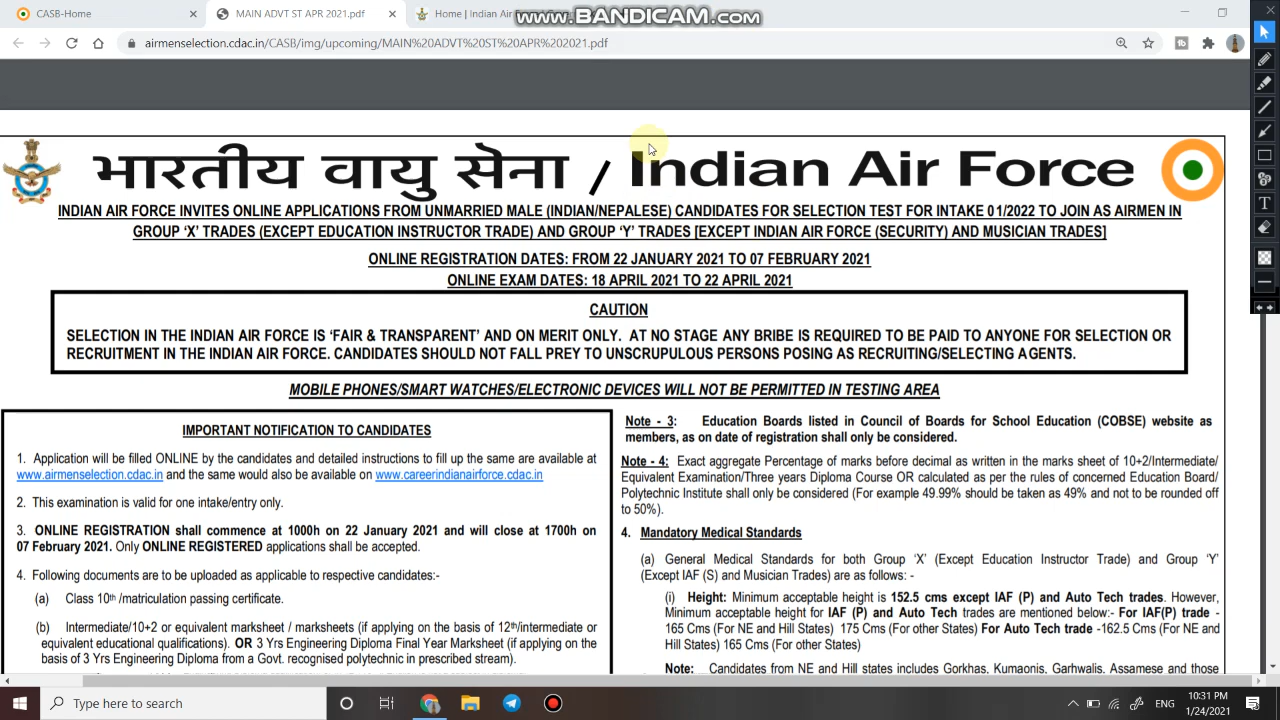 CASB-Home
MAIN ADVT ST APR 2021.pdf
Home | Indian Air
www.BANDICAM.com
airmenselection.cdac.in/CASB/img/upcoming/MAIN%20ADVT%20ST%20APR%202021.pdf
भारतीय वायु सेना / Indian Air Force
INDIAN AIR FORCE INVITES ONLINE APPLICATIONS FROM UNMARRIED MALE (INDIAN/NEPALESE) CANDIDATES FOR SELECTION TEST FOR INTAKE 01/2022 TO JOIN AS AIRMEN IN
GROUP ‘X’ TRADES (EXCEPT EDUCATION INSTRUCTOR TRADE) AND GROUP ‘Y’ TRADES [EXCEPT INDIAN AIR FORCE (SECURITY) AND MUSICIAN TRADES]
ONLINE REGISTRATION DATES: FROM 22 JANUARY 2021 TO 07 FEBRUARY 2021
ONLINE EXAM DATES: 18 APRIL 2021 TO 22 APRIL 2021
CAUTION
SELECTION IN THE INDIAN AIR FORCE IS ‘FAIR & TRANSPARENT’ AND ON MERIT ONLY. AT NO STAGE ANY BRIBE IS REQUIRED TO BE PAID TO ANYONE FOR SELECTION OR
RECRUITMENT IN THE INDIAN AIR FORCE. CANDIDATES SHOULD NOT FALL PREY TO UNSCRUPULOUS PERSONS POSING AS RECRUITING/SELECTING AGENTS.
MOBILE PHONES/SMART WATCHES/ELECTRONIC DEVICES WILL NOT BE PERMITTED IN TESTING AREA
IMPORTANT NOTIFICATION TO CANDIDATES
1. Application will be filled ONLINE by the candidates and detailed instructions to fill up the same are available at
www.airmenselection.cdac.in and the same would also be available on www.careerindianairforce.cdac.in
2. This examination is valid for one intake/entry only.
3. ONLINE REGISTRATION shall commence at 1000h on 22 January 2021 and will close at 1700h on
07 February 2021. Only ONLINE REGISTERED applications shall be accepted.
4. Following documents are to be uploaded as applicable to respective candidates:-
(a) Class 10th /matriculation passing certificate.
(b) Intermediate/10+2 or equivalent marksheet / marksheets (if applying on the basis of 12th/intermediate or
equivalent educational qualifications). OR 3 Yrs Engineering Diploma Final Year Marksheet (if applying on the
basis of 3 Yrs Engineering Diploma from a Govt. recognised polytechnic in prescribed stream).
Note - 3: Education Boards listed in Council of Boards for School Education (COBSE) website as
members, as on date of registration shall only be considered.
Note -4: Exact aggregate Percentage of marks before decimal as written in the marks sheet of 10+2/Intermediate/
Equivalent Examination/Three years Diploma Course OR calculated as per the rules of concerned Education Board/
Polytechnic Institute shall only be considered (For example 49.99% should be taken as 49% and not to be rounded off
to 50%).
4. Mandatory Medical Standards
(a) General Medical Standards for both Group ‘X’ (Except Education Instructor Trade) and Group ‘Y’
(Except IAF (S) and Musician Trades) are as follows: -
(i) Height: Minimum acceptable height is 152.5 cms except IAF (P) and Auto Tech trades. However,
Minimum acceptable height for IAF (P) and Auto Tech trades are mentioned below:- For IAF(P) trade -
165 Cms (For NE and Hill States) 175 Cms (For other States) For Auto Tech trade -162.5 Cms (For NE and
Hill States) 165 Cms (For other States)
Note: Candidates from NE and Hill states includes Gorkhas, Kumaonis, Garhwalis, Assamese and those
Type here to search
ENG
10:31 PM
1/24/2021